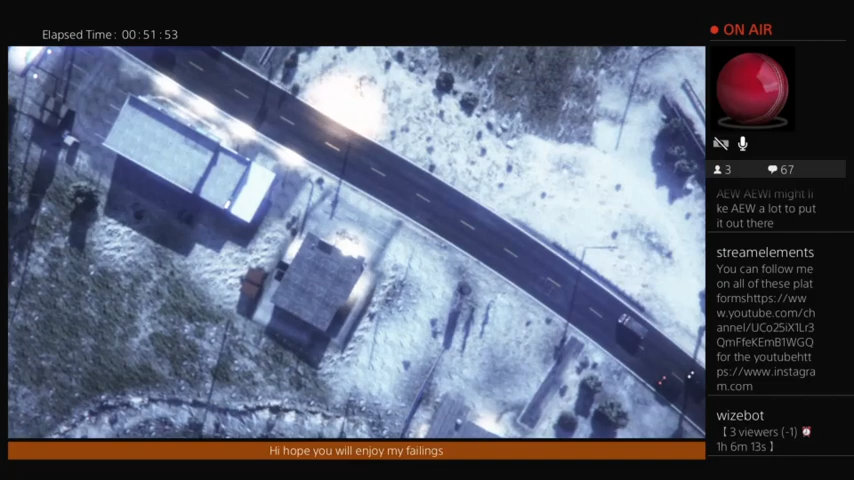 Elapsed Time: 00:51:53
ON AIR
3
67
AEW AEWI might li
ke AEW a lot to put
it out there
streamelements
You can follow me
on all of these plat
formshttps://ww
w.youtube.com/ch
annel/UCo25iX1Lr3
QmFfeKEmB1WGQ
for the youtubehtt
ps://www.instagra
m.com
wizebot
【 3 viewers (-1) ⏰
1h 6m 13s 】
Hi hope you will enjoy my failings